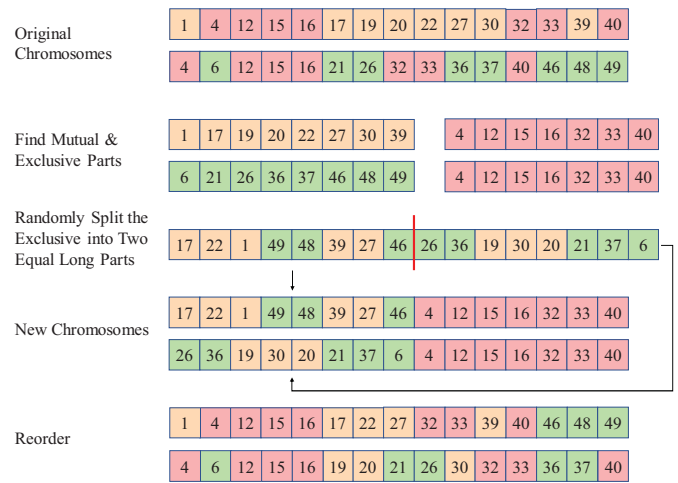 Original
Chromosomes
1 4 12 15 16 17 19 20 22 27 30 32 33 39 40
4 6 12 15 16 21 26 32 33 36 37 40 46 48 49
Find Mutual &
Exclusive Parts
1 17 19 20 22 27 30 39 4 12 15 16 32 33 40
6 21 26 36 37 46 48 49 4 12 15 16 32 33 40
Randomly Split the
Exclusive into Two
Equal Long Parts
17 22 1 49 48 39 27 46 26 36 19 30 20 21 37 6
New Chromosomes
17 22 1 49 48 39 27 46 4 12 15 16 32 33 40
26 36 19 30 20 21 37 6 4 12 15 16 32 33 40
Reorder
1 4 12 15 16 17 22 27 32 33 39 40 46 48 49
4 6 12 15 16 19 20 21 26 30 32 33 36 37 40